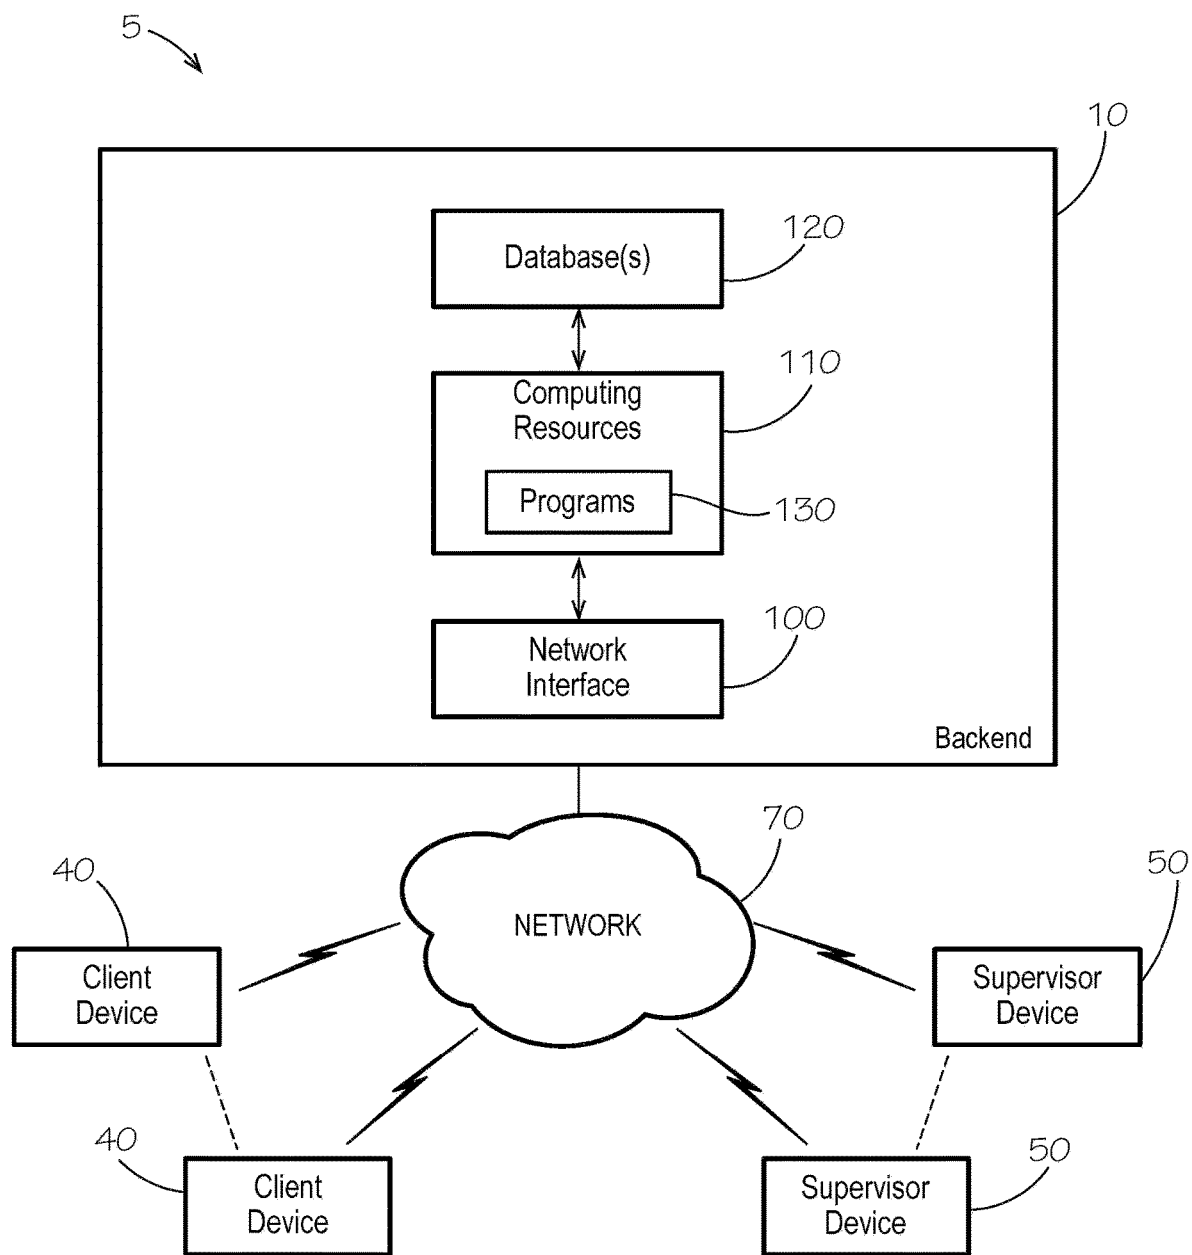 5
10
Database(s)
120
Computing
Resources
110
Programs
130
Network
Interface
100
Backend
70
NETWORK
40
Client
Device
50
Supervisor
Device
40
Client
Device
50
Supervisor
Device